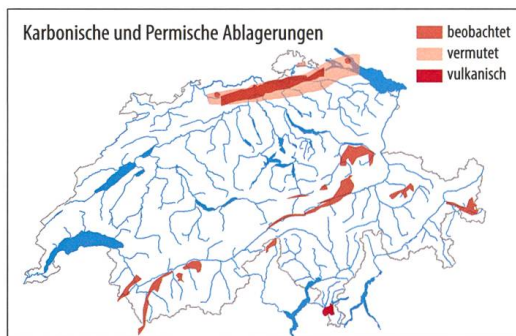 Karbonische und Permische Ablagerungen
beobachtet
vermutet
vulkanisch